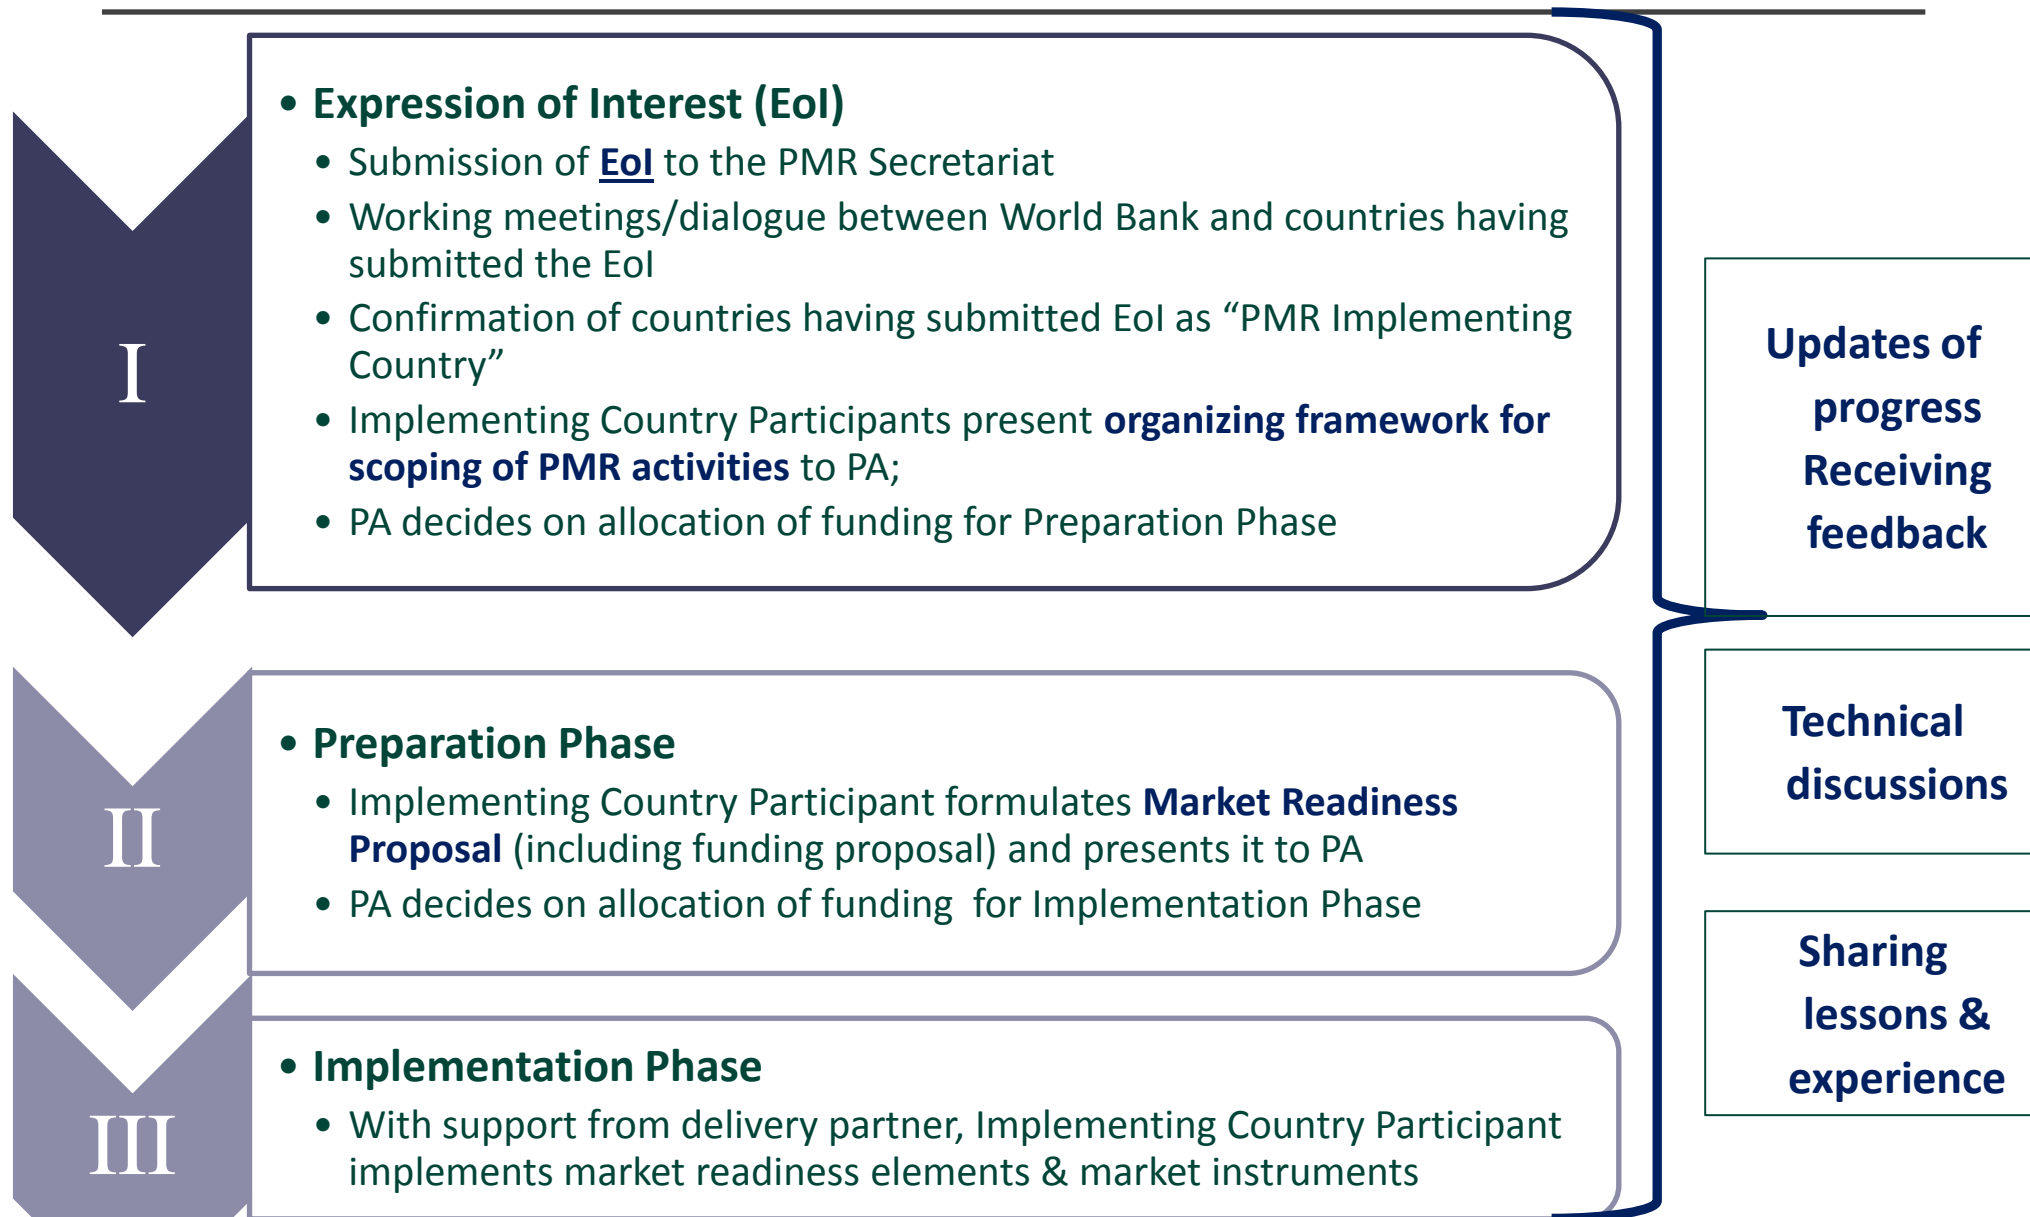 I
• Expression of Interest (EoI)
• Submission of EoI to the PMR Secretariat
• Working meetings/dialogue between World Bank and countries having
submitted the EoI
• Confirmation of countries having submitted EoI as “PMR Implementing
Country”
• Implementing Country Participants present organizing framework for
scoping of PMR activities to PA;
• PA decides on allocation of funding for Preparation Phase
II
• Preparation Phase
• Implementing Country Participant formulates Market Readiness
Proposal (including funding proposal) and presents it to PA
• PA decides on allocation of funding  for Implementation Phase
III
• Implementation Phase
• With support from delivery partner, Implementing Country Participant
implements market readiness elements & market instruments
Updates of
progress
Receiving
feedback
Technical
discussions
Sharing
lessons &
experience